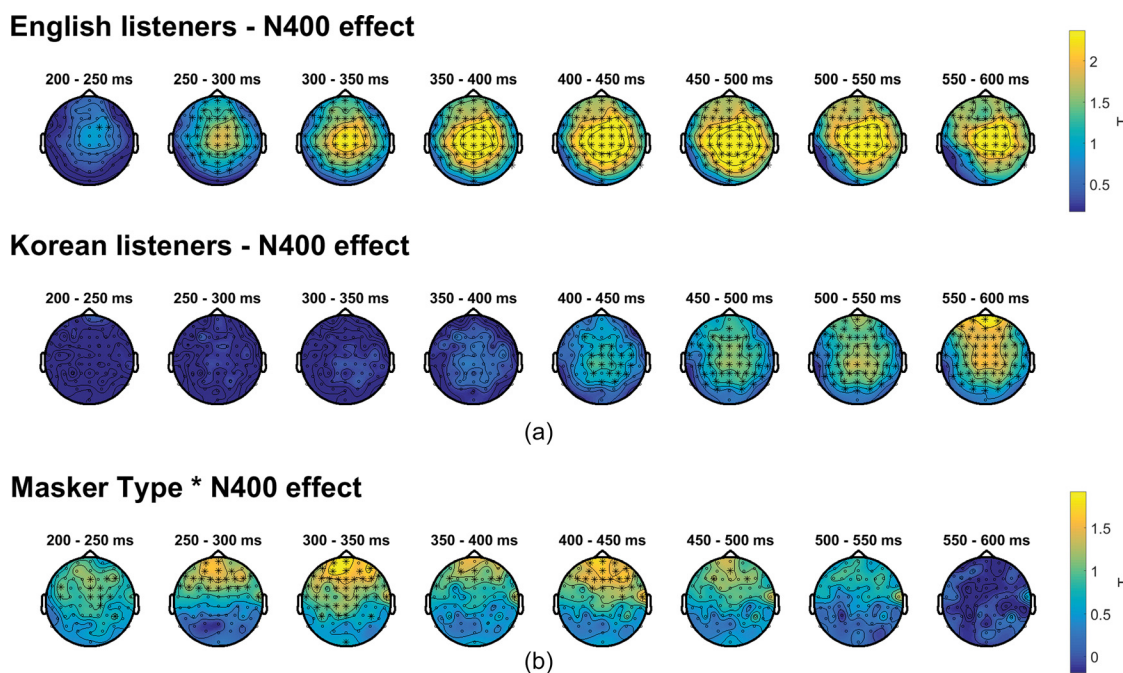 English listeners - N400 effect
200 - 250 ms 250 - 300 ms 300 - 350 ms 350 - 400 ms 400 - 450 ms 450 - 500 ms 500 - 550 ms 550 - 600 ms
2
1.5
T
1
0.5
Korean listeners - N400 effect
200 - 250 ms 250 - 300 ms 300 - 350 ms 350 - 400 ms 400 - 450 ms 450 - 500 ms 500 - 550 ms 550 - 600 ms
(a)
Masker Type * N400 effect
200 - 250 ms 250 - 300 ms 300 - 350 ms 350 - 400 ms 400 - 450 ms 450 - 500 ms 500 - 550 ms 550 - 600 ms
1.5
1
T
0.5
0
(b)